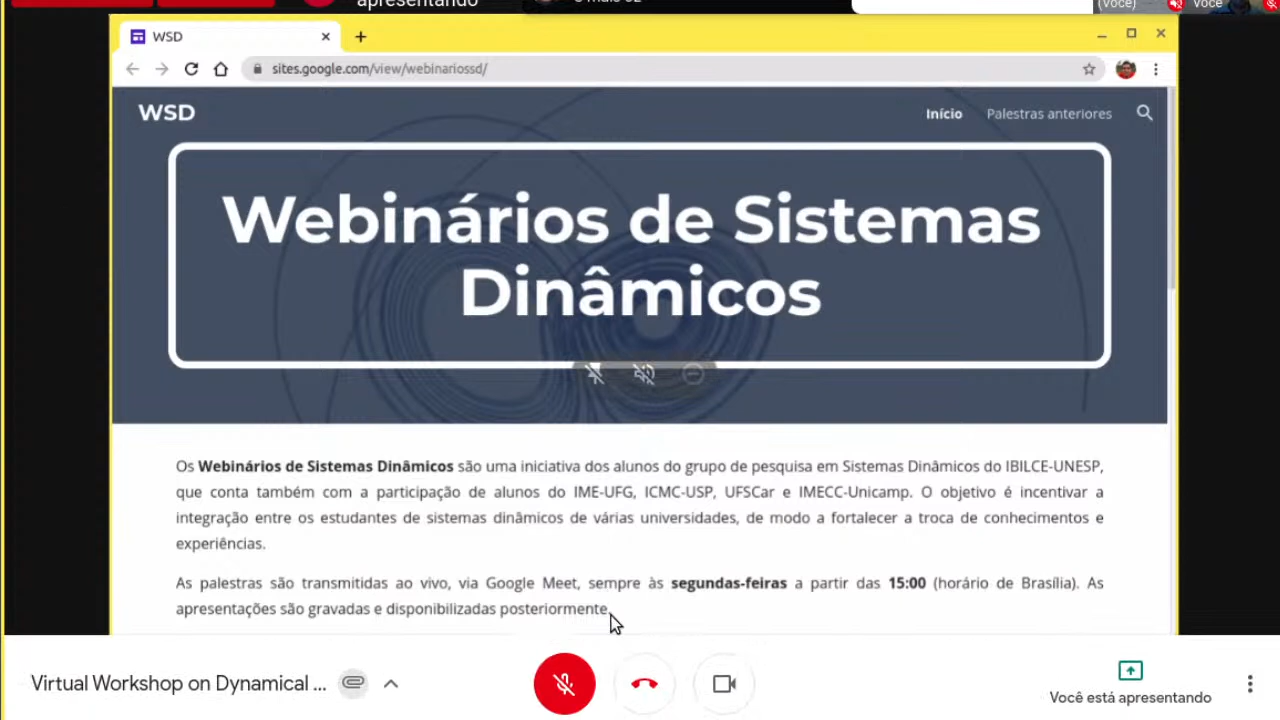 apresentando
(Você)
Você
WSD
sites.google.com/view/webinariossd/
WSD
Início
Palestras anteriores
Webinários de Sistemas
Dinâmicos
Os Webinários de Sistemas Dinâmicos são uma iniciativa dos alunos do grupo de pesquisa em Sistemas Dinâmicos do IBILCE-UNESP,
que conta também com a participação de alunos do IME-UFG, ICMC-USP, UFSCar e IMECC-Unicamp. O objetivo é incentivar a
integração entre os estudantes de sistemas dinâmicos de várias universidades, de modo a fortalecer a troca de conhecimentos e
experiências.
As palestras são transmitidas ao vivo, via Google Meet, sempre às segundas-feiras a partir das 15:00 (horário de Brasília). As
apresentações são gravadas e disponibilizadas posteriormente.
Virtual Workshop on Dynamical ...
Você está apresentando